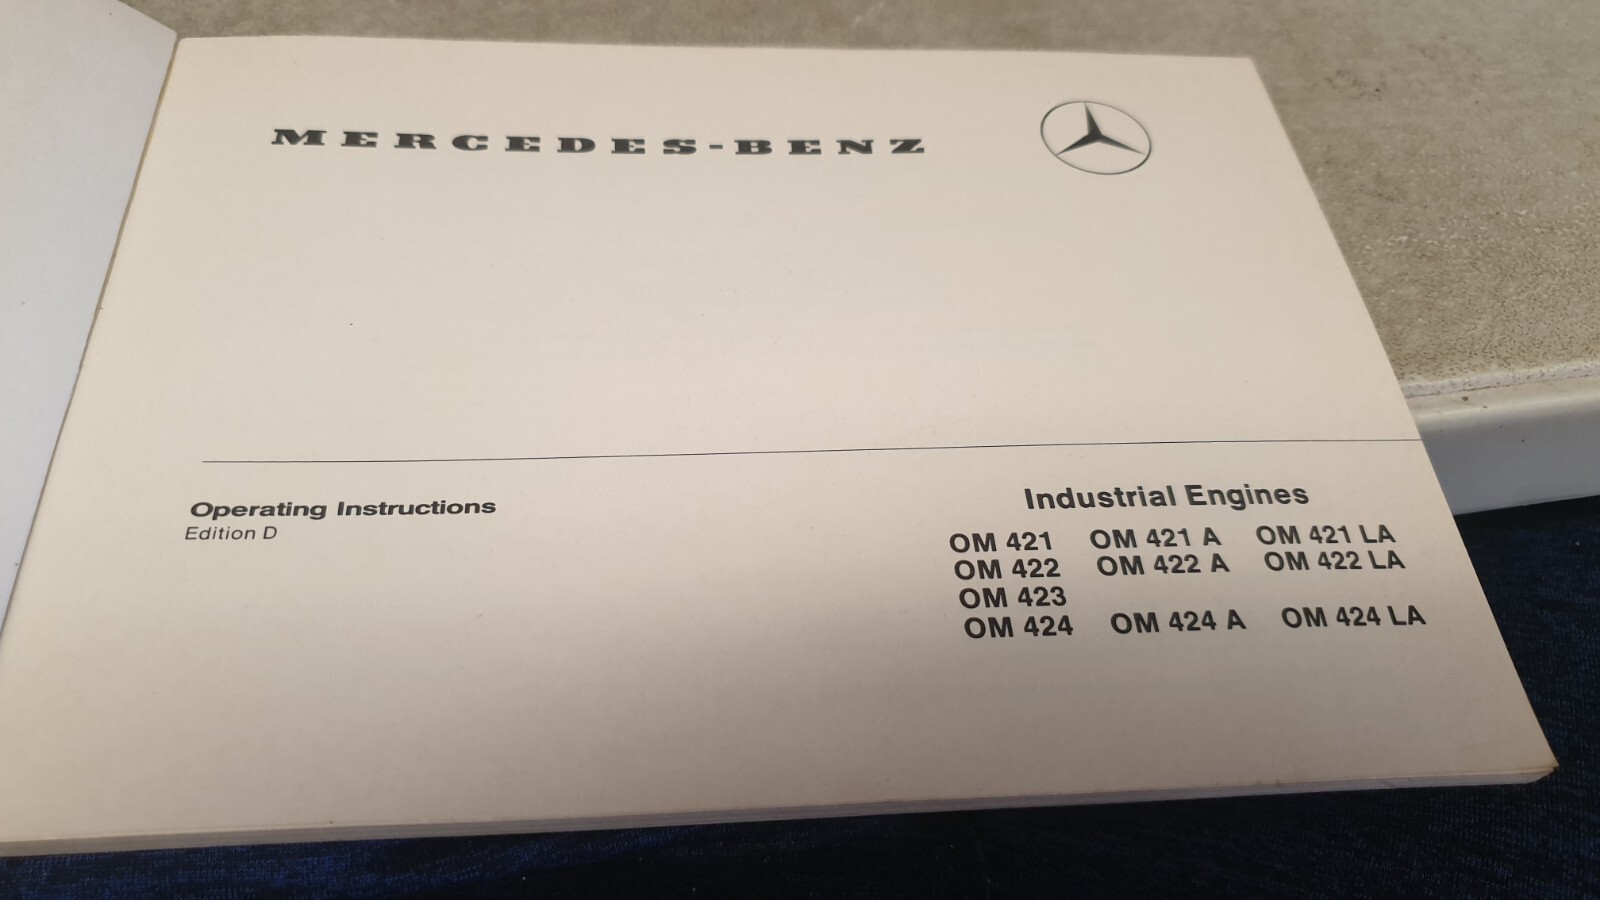 MERCEDES-BENZ
Operating Instructions
Edition D
Industrial Engines
OM 421 OM 421 A OM 421 LA
OM 422 OM 422 A OM 422 LA
OM 423
OM 424 OM 424 A OM 424 LA